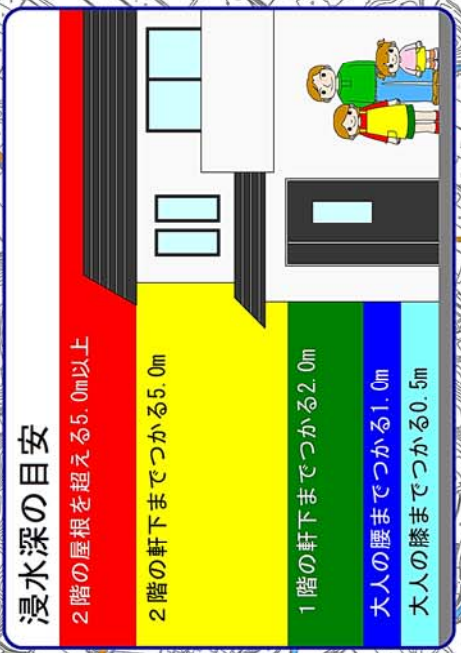 浸水深の目安
2階の屋根を超える5.0m以上
2階の軒下までつかる5.0m
1階の軒下までつかる2.0m
大人の腰までつかる1.0m
大人の膝までつかる0.5m